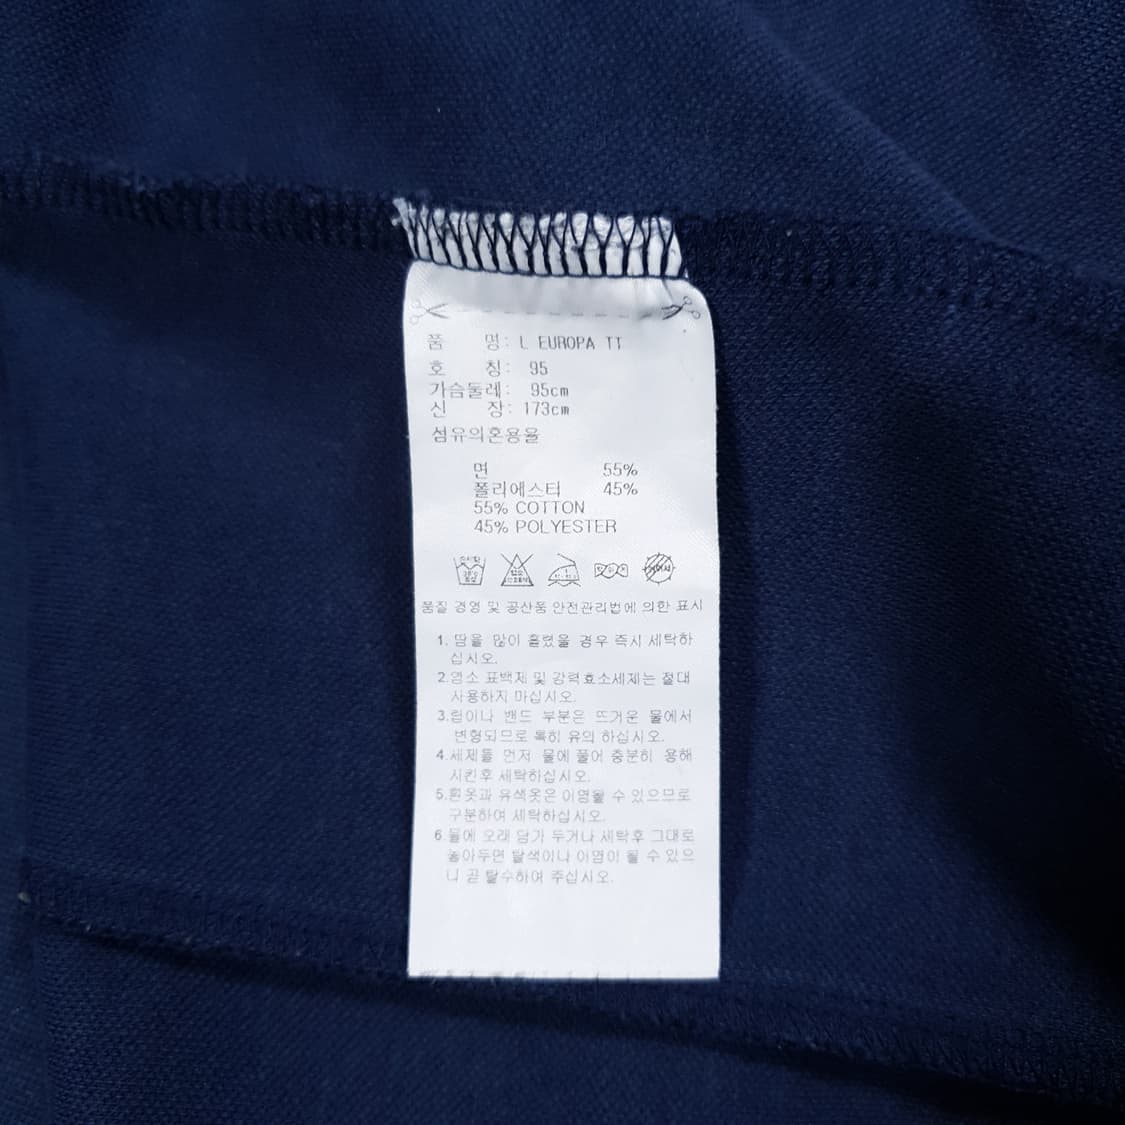 품 명: L EUROPA TT
호 칭: 95
가슴둘레: 95cm
신 장: 173cm
섬유의혼용율
면 55%
폴리에스터 45%
55% COTTON
45% POLYESTER
품질 경영 및 공산품 안전관리법에 의한 표시
1. 땀을 많이 흘렸을 경우 즉시 세탁하
십시오.
2.염소 표백제 및 강력효소세제는 절대
사용하지 마십시오.
3.립이나 밴드 부분은 뜨거운 물에서
변형되므로 특히 유의 하십시오.
4.세제를 먼저 물에 풀어 충분히 용해
시킨후 세탁하십시오.
5.흰옷과 유색옷은 이염될 수 있으므로
구분하여 세탁하십시오.
6.물에 오래 담가 두거나 세탁후 그대로
놓아두면 탈색이나 이염이 될 수 있으
니 곧 탈수하여 주십시오.